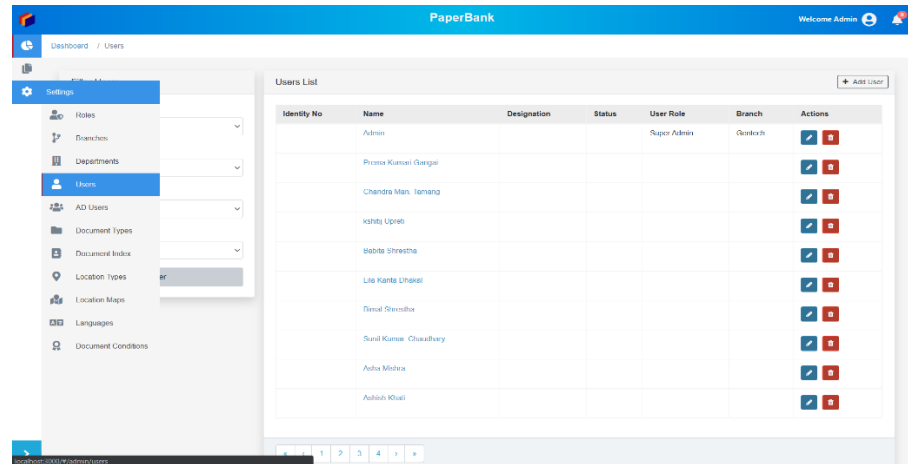 PaperBank
Welcome Admin
Dashboard / Users
Settings
Roles
Branches
Departments
Users
AD Users
Document Types
Document Index
Location Types
Location Maps
Languages
Document Conditions
Users List
+ Add User
Identity No Name Designation Status User Role Branch Actions
Admin Super Admin Gentech
Prema Kumari Gangai
Chandra Man. Tamang
kshitij Upreti
Babita Shrestha
Lila Kanta Dhakal
Bimal Shrestha
Sunil Kumar. Chaudhary
Asha Mishra
Ashish Khati
« ‹ 1 2 3 4 › »
localhost:3000/#/admin/users